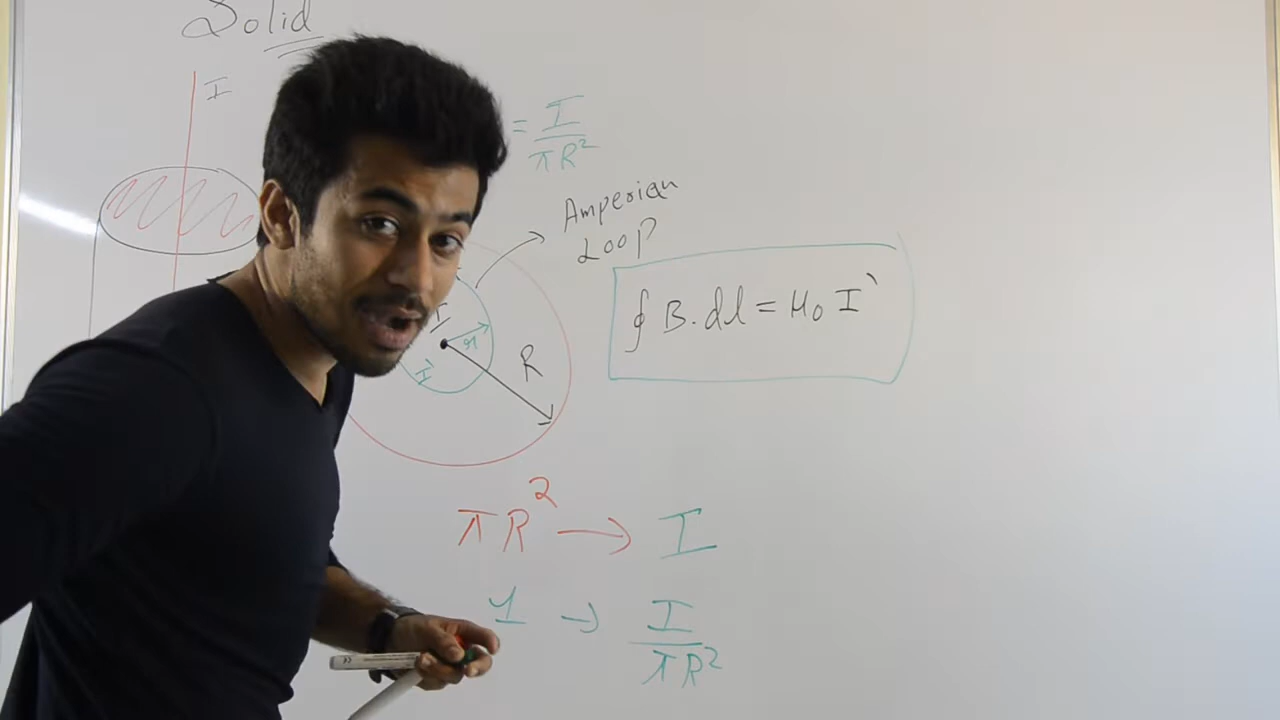 Solid
I
= I / πR²
Amperian
Loop
∮ B.dl = μ₀ I`
I
r
I`
R
πR² → I
1 → I / πR²